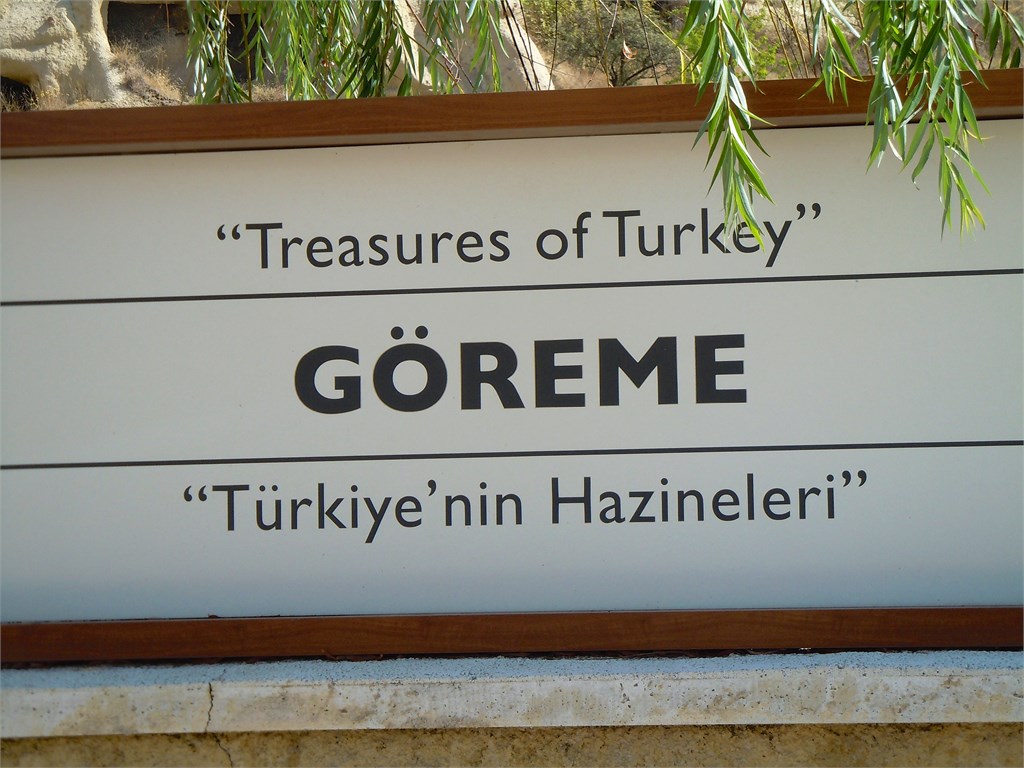 “Treasures of Turkey”
GÖREME
“Türkiye’nin Hazineleri”